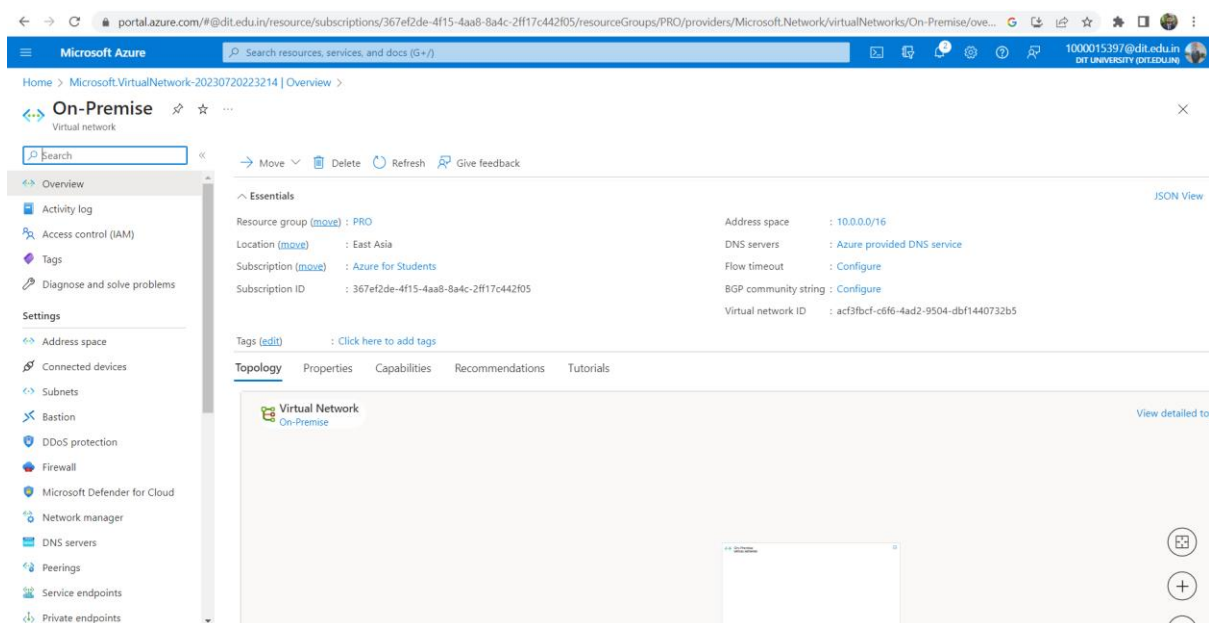 portal.azure.com/#@dit.edu.in/resource/subscriptions/367ef2de-4f15-4aa8-8a4c-2ff17c442f05/resourceGroups/PRO/providers/Microsoft.Network/virtualNetworks/On-Premise/ove...
Microsoft Azure
Search resources, services, and docs (G+/)
2
1000015397@dit.edu.in
DIT UNIVERSITY (DIT.EDU.IN)
Home > Microsoft.VirtualNetwork-20230720223214 | Overview >
On-Premise
Virtual network
Search
Overview
Activity log
Access control (IAM)
Tags
Diagnose and solve problems
Settings
Address space
Connected devices
Subnets
Bastion
DDoS protection
Firewall
Microsoft Defender for Cloud
Network manager
DNS servers
Peerings
Service endpoints
Private endpoints
Move
Delete
Refresh
Give feedback
Essentials
JSON View
Resource group (move) : PRO
Location (move) : East Asia
Subscription (move) : Azure for Students
Subscription ID : 367ef2de-4f15-4aa8-8a4c-2ff17c442f05
Address space : 10.0.0.0/16
DNS servers : Azure provided DNS service
Flow timeout : Configure
BGP community string : Configure
Virtual network ID : acf3fbcf-c6f6-4ad2-9504-dbf1440732b5
Tags (edit) : Click here to add tags
Topology Properties Capabilities Recommendations Tutorials
Virtual Network
On-Premise
View detailed to